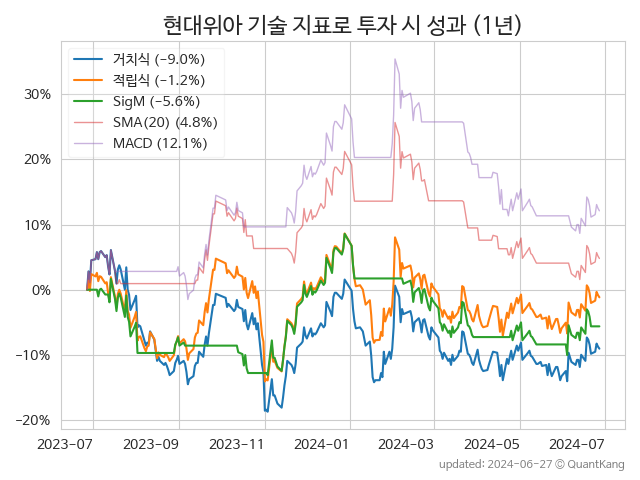 현대위아 기술 지표로 투자 시 성과 (1년)
거치식 (−9.0%)
적립식 (−1.2%)
SigM (−5.6%)
SMA(20) (4.8%)
MACD (12.1%)
30%
20%
10%
0%
−10%
−20%
2023−07 2023−09 2023−11 2024−01 2024−03 2024−05 2024−07
updated: 2024-06-27 ⓒ QuantKang